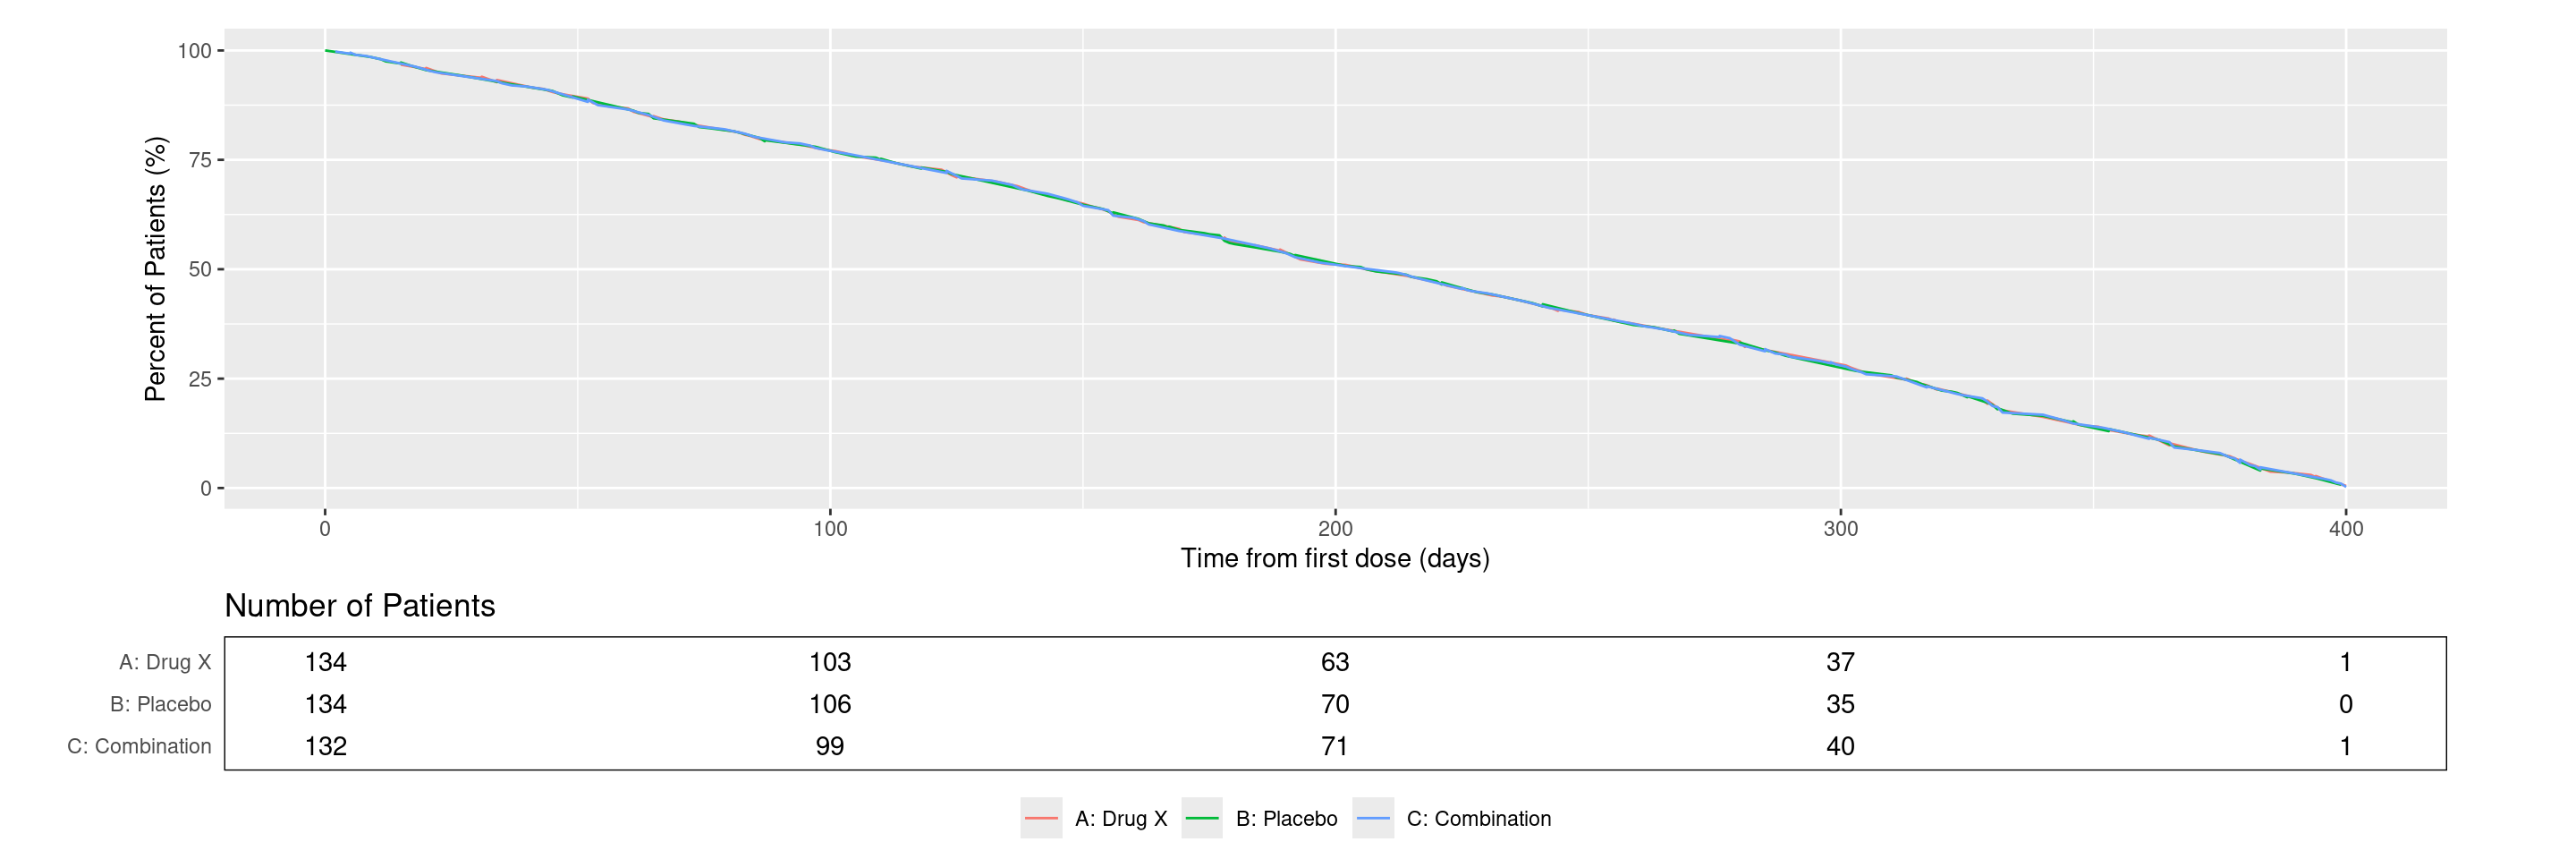 100
75
50
25
0
Percent of Patients (%)
0 100 200 300 400
Time from first dose (days)
Number of Patients
A: Drug X 134 103 63 37 1
B: Placebo 134 106 70 35 0
C: Combination 132 99 71 40 1
A: Drug X B: Placebo C: Combination